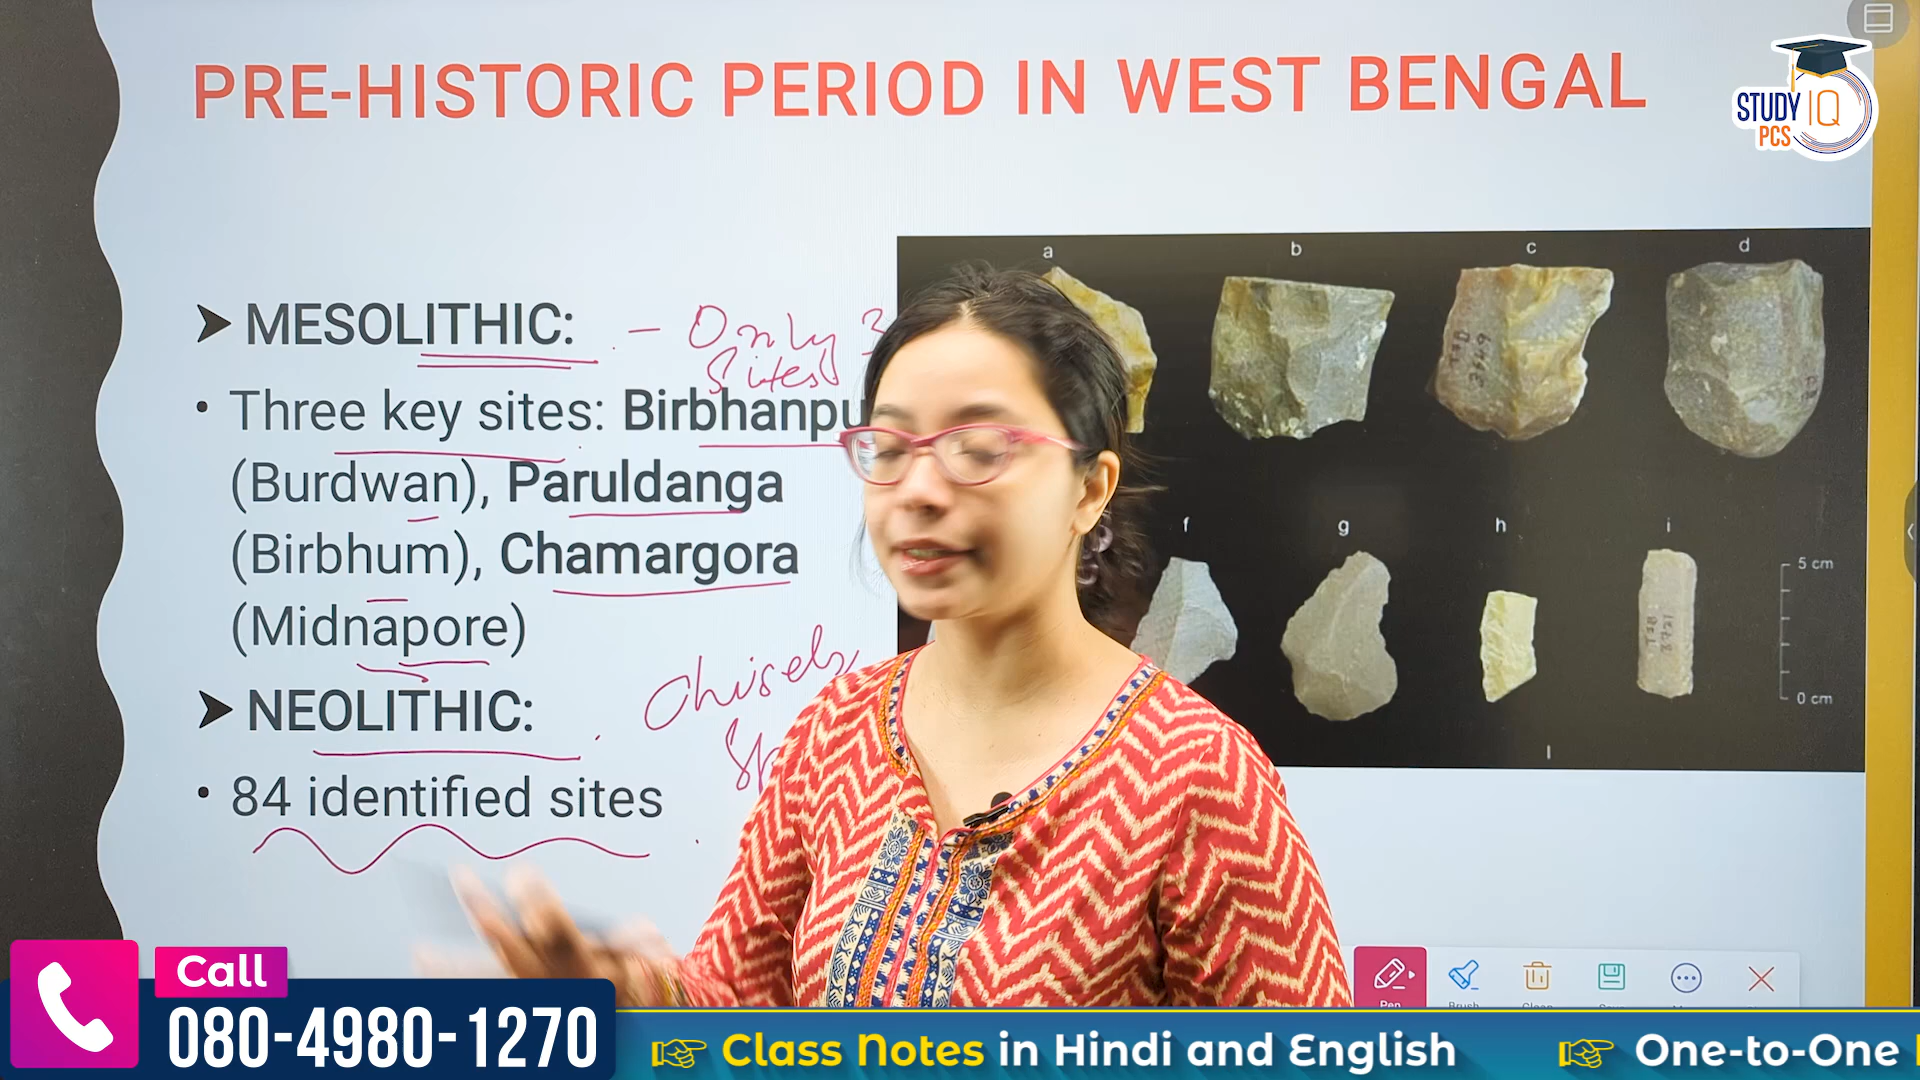 PRE-HISTORIC PERIOD IN WEST BENGAL
STUDY IQ
PCS
➤ MESOLITHIC: - Only 3
Sites
• Three key sites: Birbhanpu
(Burdwan), Paruldanga
(Birbhum), Chamargora
(Midnapore)
Chisels
➤ NEOLITHIC:
• 84 identified sites
a b c d
f g h i
5 cm
0 cm
l
Pen Brush
Call
080-4980-1270
Class Notes in Hindi and English
One-to-One